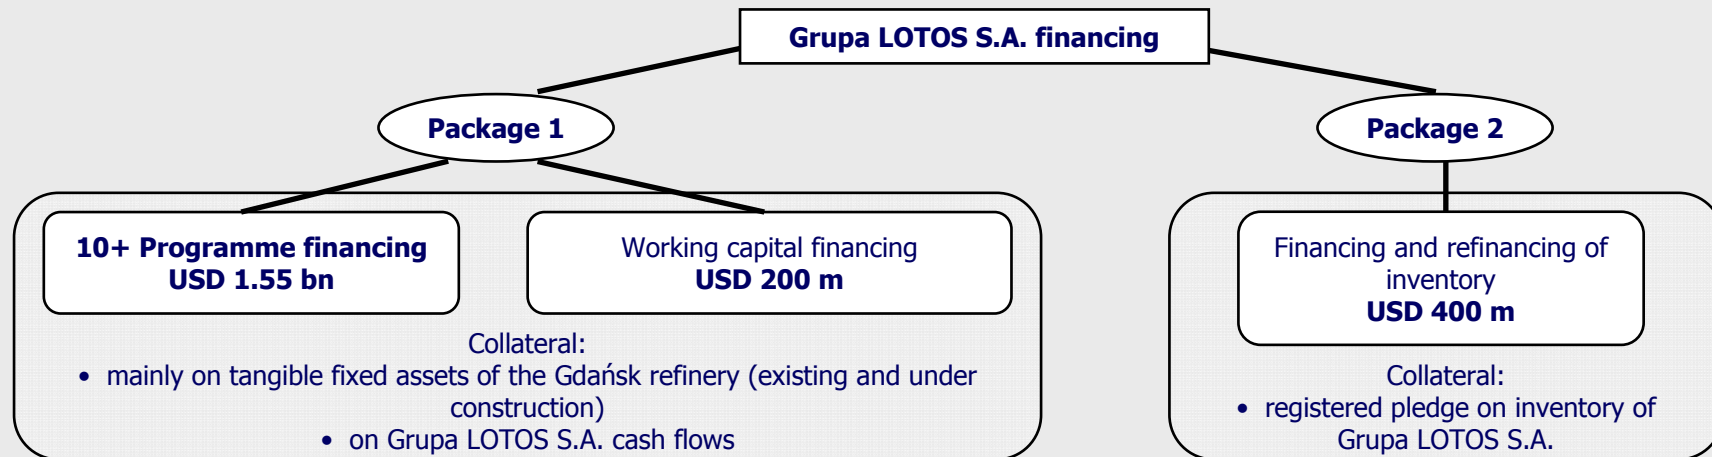 Grupa LOTOS S.A. financing
Package 1
Package 2
10+ Programme financing
USD 1.55 bn
Working capital financing
USD 200 m
Collateral:
• mainly on tangible fixed assets of the Gdańsk refinery (existing and under
construction)
• on Grupa LOTOS S.A. cash flows
Financing and refinancing of
inventory
USD 400 m
Collateral:
• registered pledge on inventory of
Grupa LOTOS S.A.